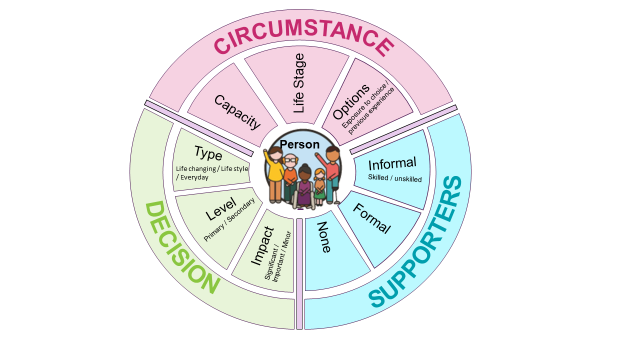 CIRCUMSTANCE
Capacity
Life Stage
Options
Exposure to choice /
previous experience
Person
Type
Life changing / Life style
/ Everyday
Level
Primary / Secondary
Impact
Significant /
Important / Minor
DECISION
Informal
Skilled / unskilled
Formal
None
SUPPORTERS